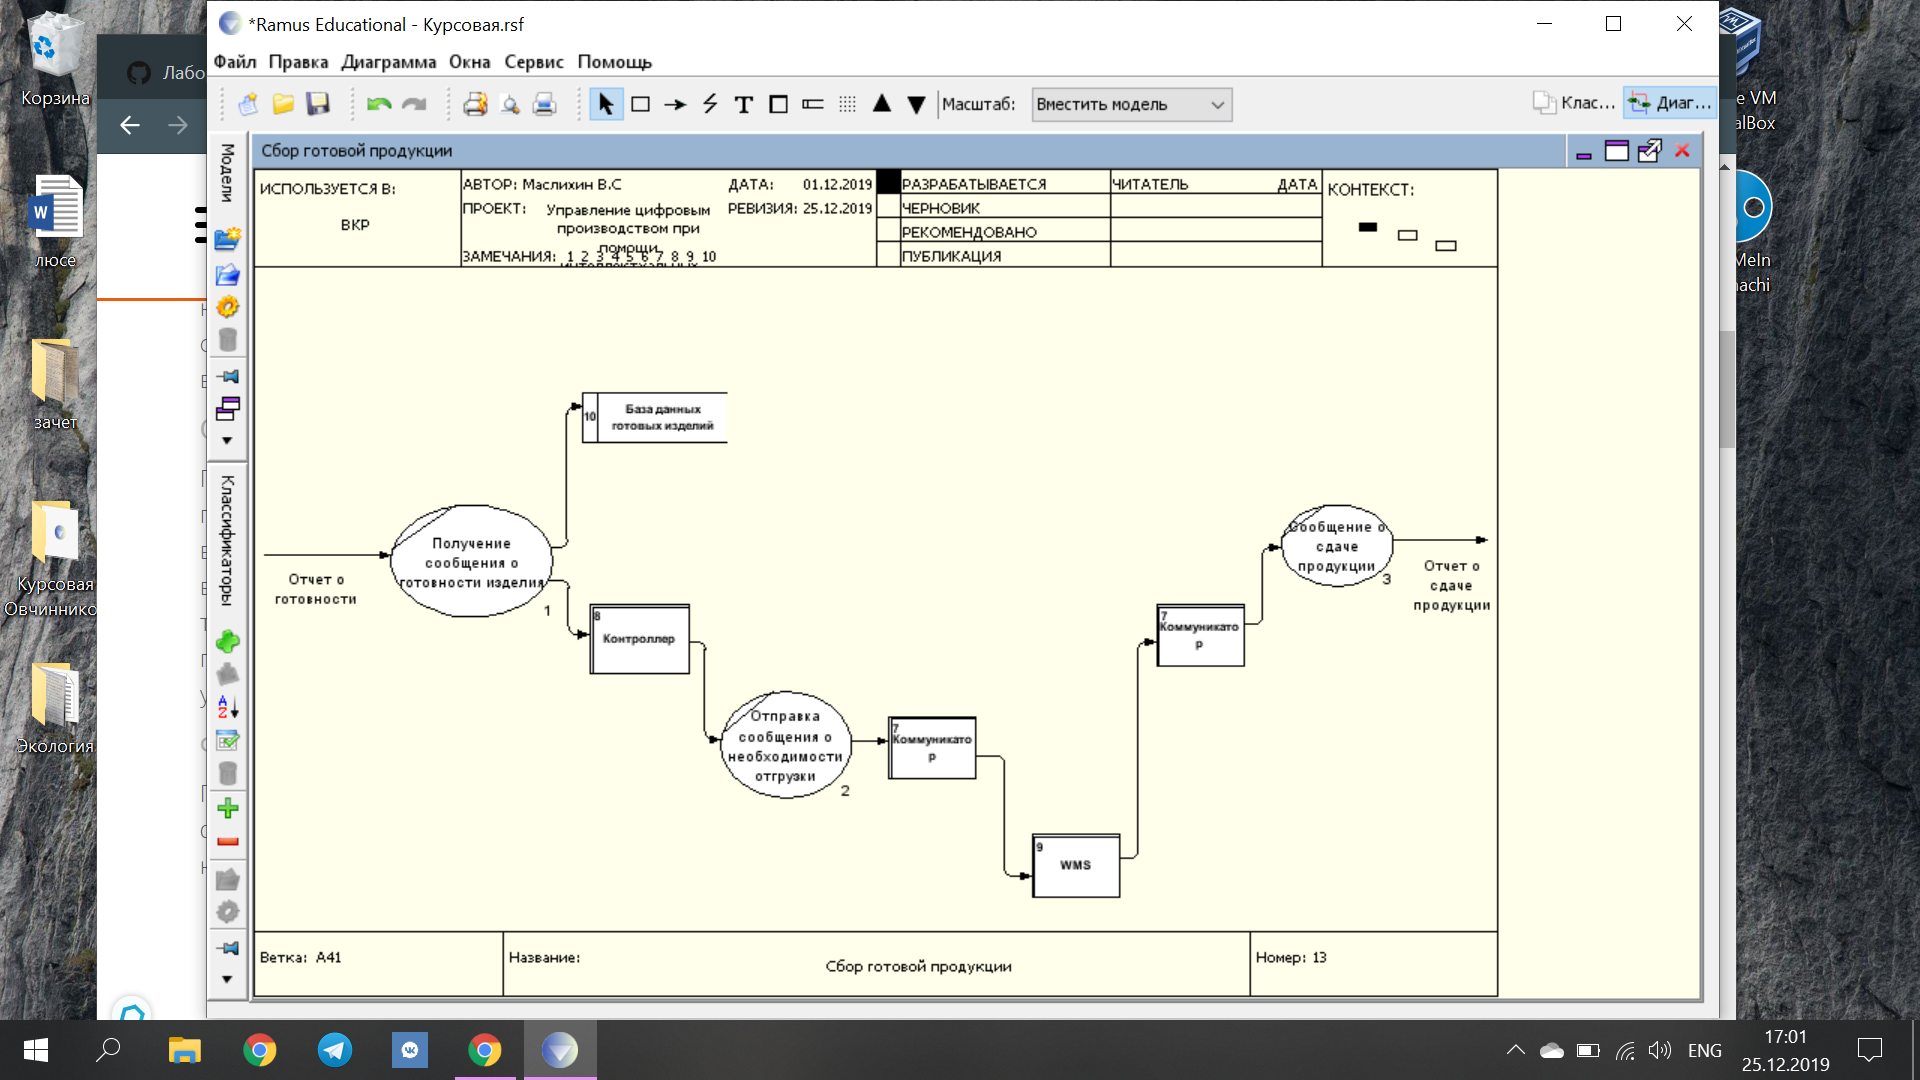 *Ramus Educational - Курсовая.rsf
Файл Правка Диаграмма Окна Сервис Помощь
Масштаб: Вместить модель
Клас... Диаг...
Сбор готовой продукции
Модели
Классификаторы
ИСПОЛЬЗУЕТСЯ В:
ВКР
АВТОР: Маслихин В.С
ДАТА: 01.12.2019
ПРОЕКТ: Управление цифровым
производством при
помощи
РЕВИЗИЯ: 25.12.2019
ЗАМЕЧАНИЯ: 1 2 3 4 5 6 7 8 9 10
РАЗРАБАТЫВАЕТСЯ
ЧЕРНОВИК
РЕКОМЕНДОВАНО
ПУБЛИКАЦИЯ
ЧИТАТЕЛЬ ДАТА
КОНТЕКСТ:
10
База данных
готовых изделий
Отчет о
готовности
Получение
сообщения о
готовности изделия
1
8
Контроллер
Отправка
сообщения о
необходимости
отгрузки
2
7
Коммуникато
р
9
WMS
7
Коммуникато
р
Сообщение о
сдаче
продукции
3
Отчет о
сдаче
продукции
Ветка: A41
Название:
Сбор готовой продукции
Номер: 13
Корзина
люсе
зачет
Курсовая
Овчиннико
Экология
Лабо
e VM
alBox
MeIn
achi
ENG
17:01
25.12.2019